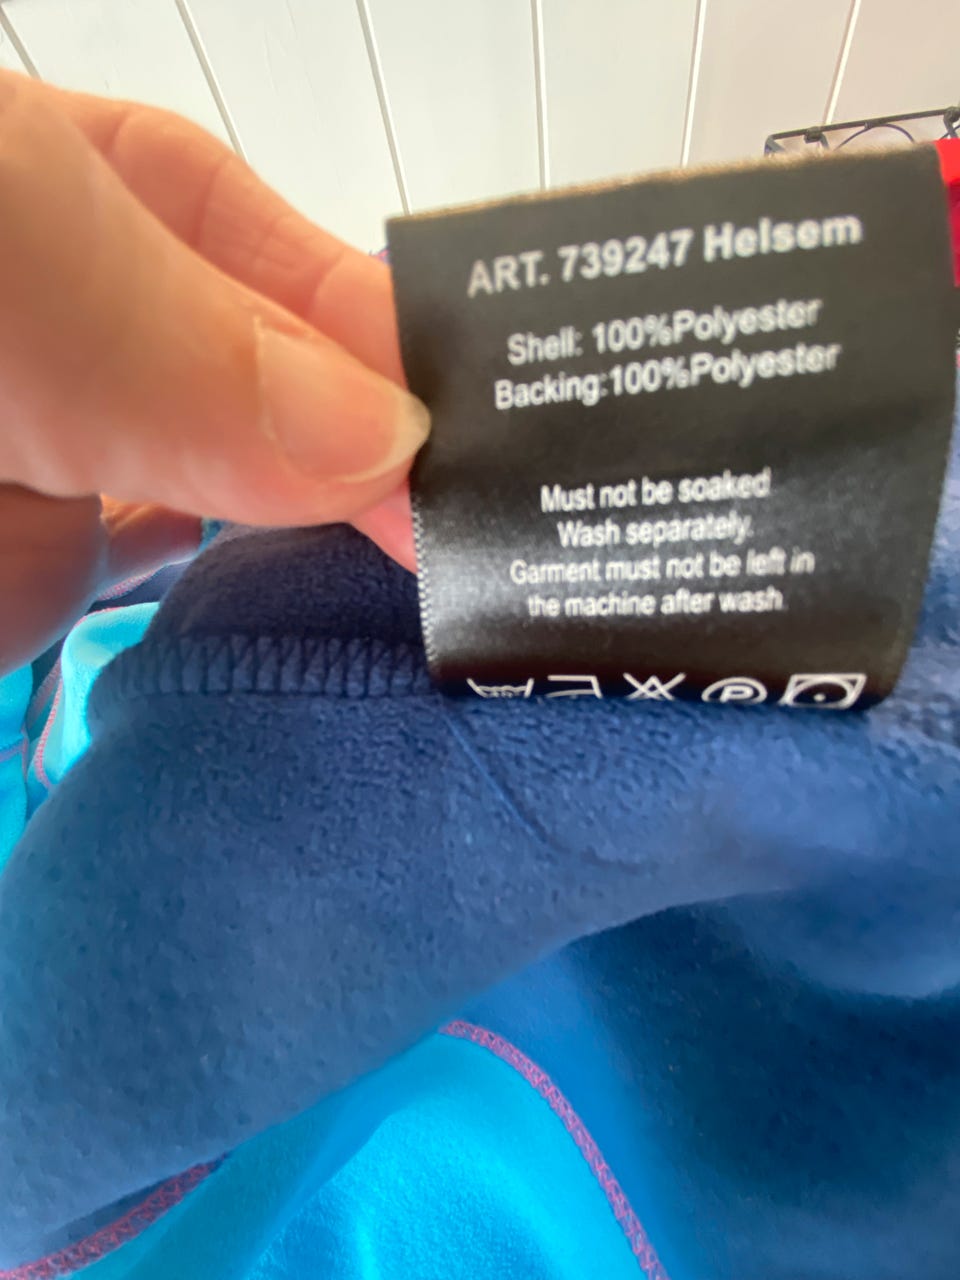 ART. 739247 Helsem
Shell: 100%Polyester
Backing:100%Polyester
Must not be soaked
Wash separately.
Garment must not be left in
the machine after wash
P